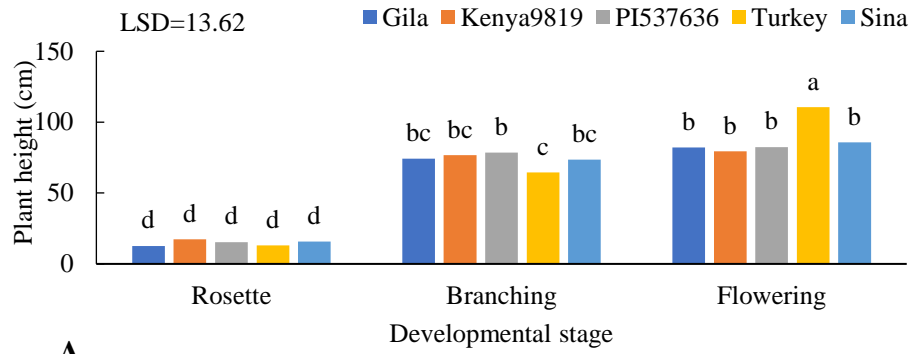 LSD=13.62
Gila Kenya9819 PI537636 Turkey Sina
Plant height (cm)
150
100
50
0
d d d d d
bc bc b c bc
b b b a b
Rosette Branching Flowering
Developmental stage